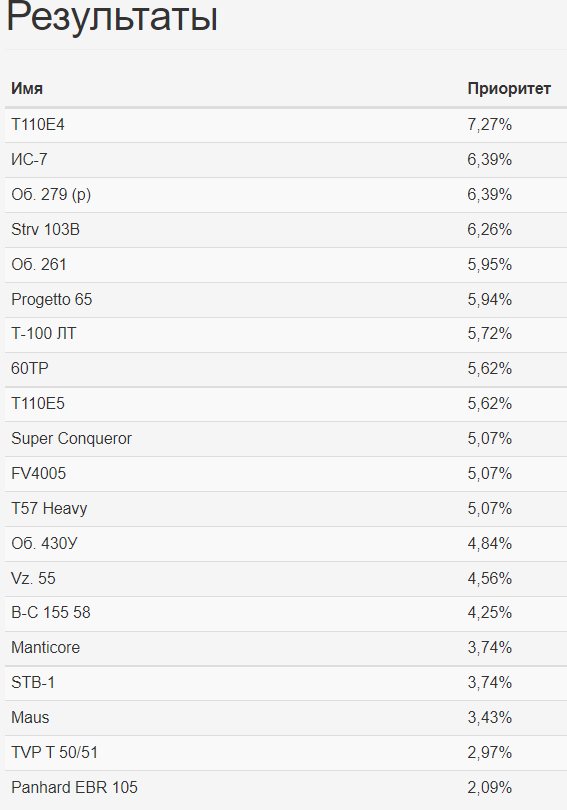 Результаты
Имя Приоритет
T110E4 7,27%
ИС-7 6,39%
Об. 279 (р) 6,39%
Strv 103B 6,26%
Об. 261 5,95%
Progetto 65 5,94%
Т-100 ЛТ 5,72%
60TP 5,62%
T110E5 5,62%
Super Conqueror 5,07%
FV4005 5,07%
T57 Heavy 5,07%
Об. 430У 4,84%
Vz. 55 4,56%
B-C 155 58 4,25%
Manticore 3,74%
STB-1 3,74%
Maus 3,43%
TVP T 50/51 2,97%
Panhard EBR 105 2,09%